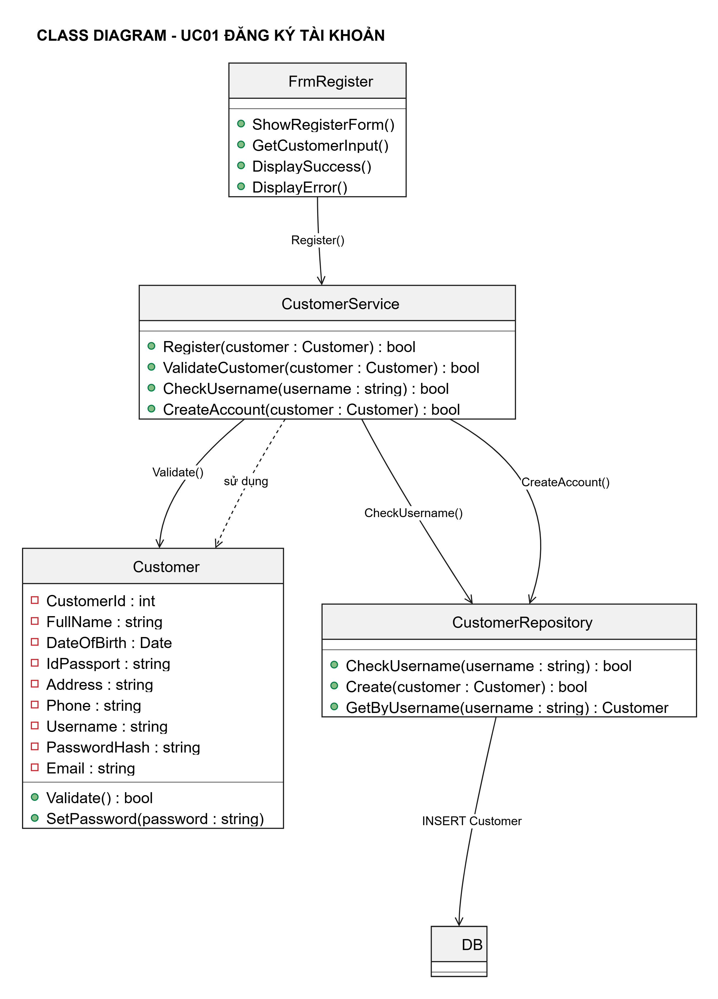 CLASS DIAGRAM - UC01 ĐĂNG KÝ TÀI KHOẢN
FrmRegister
ShowRegisterForm()
GetCustomerInput()
DisplaySuccess()
DisplayError()
Register()
CustomerService
Register(customer : Customer) : bool
ValidateCustomer(customer : Customer) : bool
CheckUsername(username : string) : bool
CreateAccount(customer : Customer) : bool
Validate()
sử dụng
CreateAccount()
CheckUsername()
Customer
CustomerId : int
FullName : string
DateOfBirth : Date
IdPassport : string
Address : string
Phone : string
Username : string
PasswordHash : string
Email : string
Validate() : bool
SetPassword(password : string)
CustomerRepository
CheckUsername(username : string) : bool
Create(customer : Customer) : bool
GetByUsername(username : string) : Customer
INSERT Customer
DB